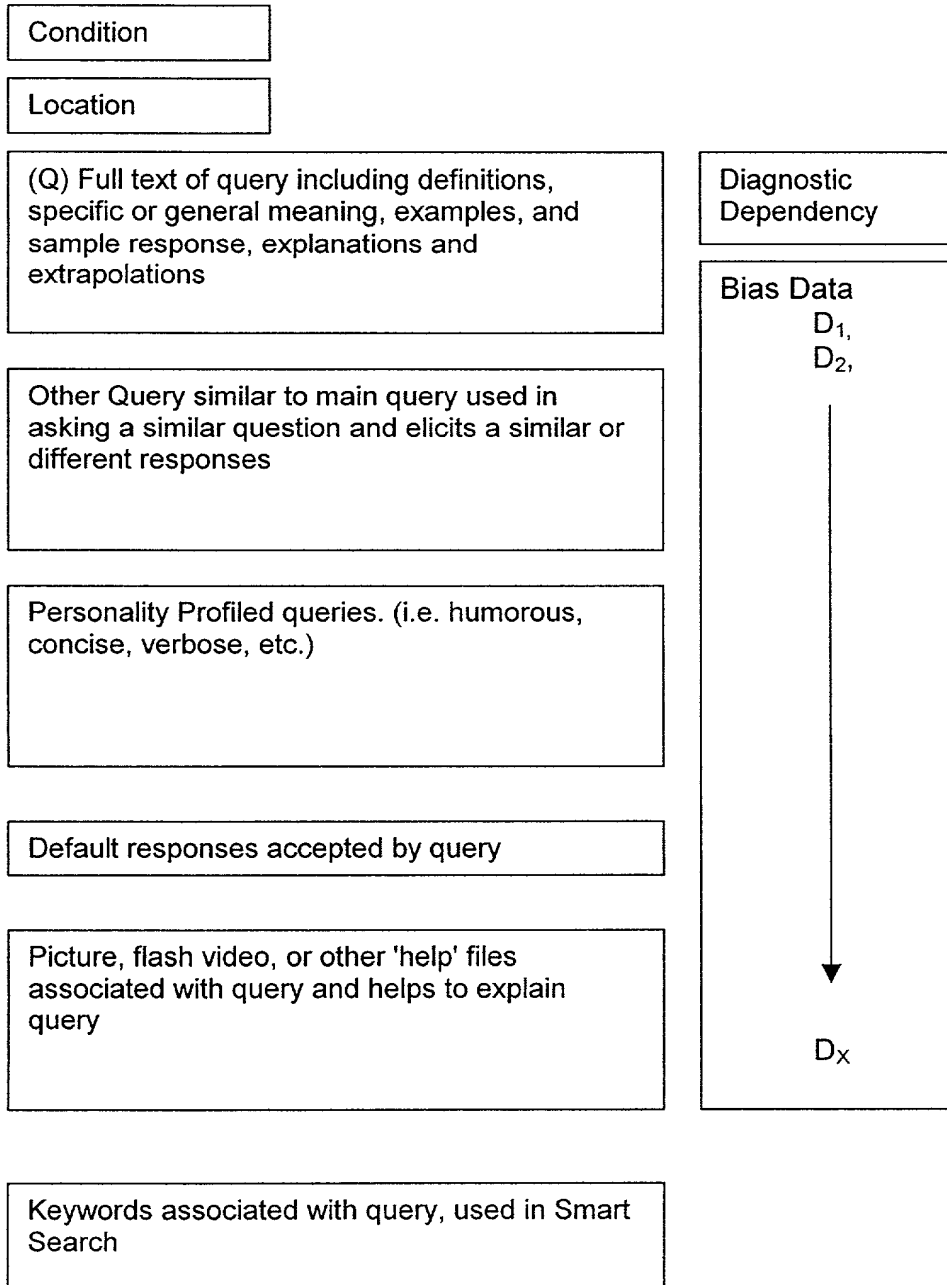 Condition
Location
(Q) Full text of query including definitions,
specific or general meaning, examples, and
sample response, explanations and
extrapolations
Diagnostic
Dependency
Bias Data
D₁,
D₂,
Dₓ
Other Query similar to main query used in
asking a similar question and elicits a similar or
different responses
Personality Profiled queries. (i.e. humorous,
concise, verbose, etc.)
Default responses accepted by query
Picture, flash video, or other 'help' files
associated with query and helps to explain
query
Keywords associated with query, used in Smart
Search